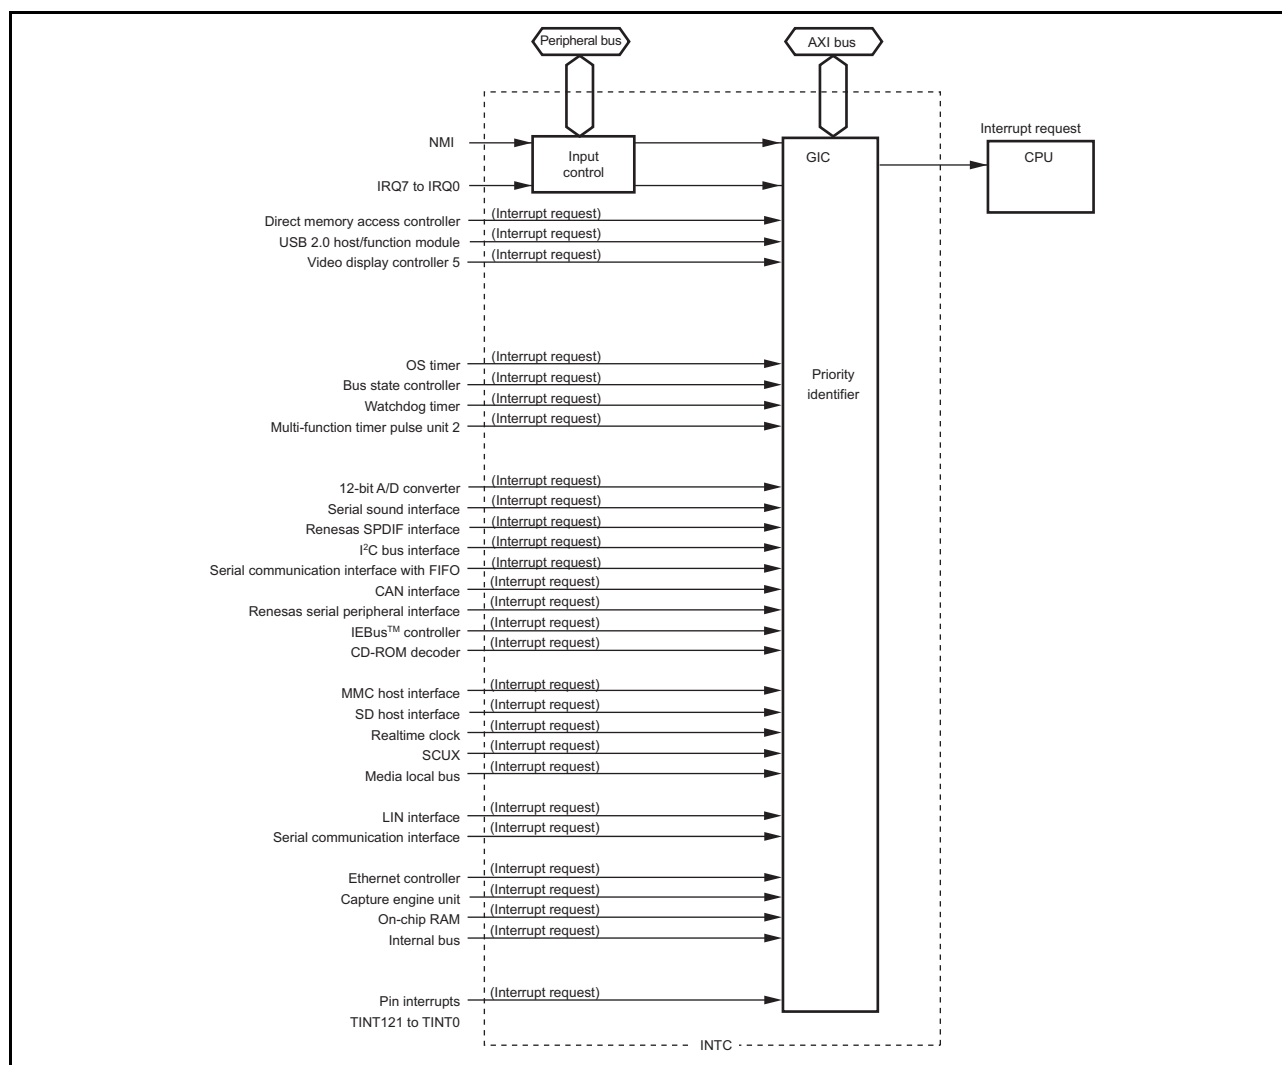 Peripheral bus
AXI bus
Interrupt request
NMI
Input
control
GIC
CPU
IRQ7 to IRQ0
Direct memory access controller (Interrupt request)
USB 2.0 host/function module (Interrupt request)
Video display controller 5 (Interrupt request)
OS timer (Interrupt request)
Priority
identifier
Bus state controller (Interrupt request)
Watchdog timer (Interrupt request)
Multi-function timer pulse unit 2 (Interrupt request)
12-bit A/D converter (Interrupt request)
Serial sound interface (Interrupt request)
Renesas SPDIF interface (Interrupt request)
I²C bus interface (Interrupt request)
Serial communication interface with FIFO (Interrupt request)
CAN interface (Interrupt request)
Renesas serial peripheral interface (Interrupt request)
IEBus™ controller (Interrupt request)
CD-ROM decoder (Interrupt request)
MMC host interface (Interrupt request)
SD host interface (Interrupt request)
Realtime clock (Interrupt request)
SCUX (Interrupt request)
Media local bus (Interrupt request)
LIN interface (Interrupt request)
Serial communication interface (Interrupt request)
Ethernet controller (Interrupt request)
Capture engine unit (Interrupt request)
On-chip RAM (Interrupt request)
Internal bus (Interrupt request)
Pin interrupts (Interrupt request)
TINT121 to TINT0
INTC